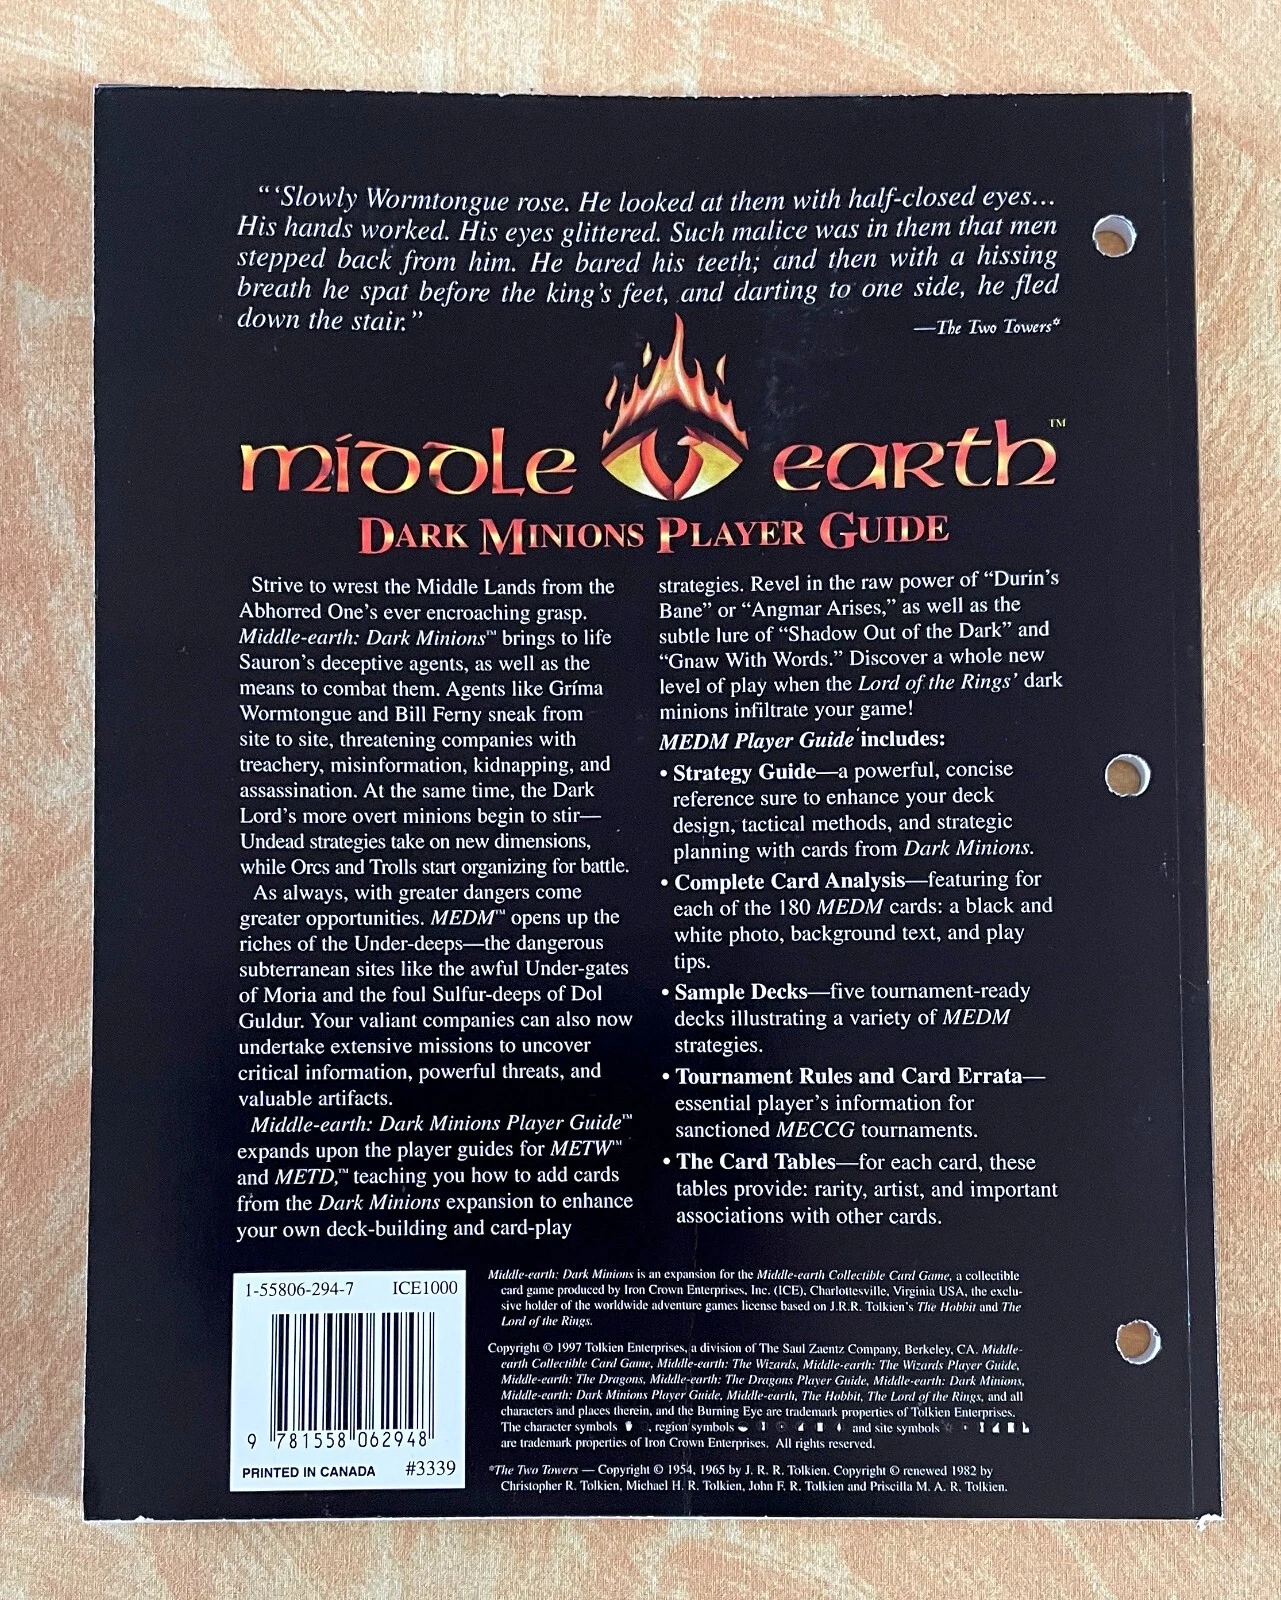 “‘Slowly Wormtongue rose. He looked at them with half-closed eyes…
His hands worked. His eyes glittered. Such malice was in them that men
stepped back from him. He bared his teeth; and then with a hissing
breath he spat before the king's feet, and darting to one side, he fled
down the stair.”
—The Two Towers*
middle earth™
DARK MINIONS PLAYER GUIDE
Strive to wrest the Middle Lands from the
Abhorred One's ever encroaching grasp.
Middle-earth: Dark Minions™ brings to life
Sauron's deceptive agents, as well as the
means to combat them. Agents like Gríma
Wormtongue and Bill Ferny sneak from
site to site, threatening companies with
treachery, misinformation, kidnapping, and
assassination. At the same time, the Dark
Lord's more overt minions begin to stir—
Undead strategies take on new dimensions,
while Orcs and Trolls start organizing for battle.
As always, with greater dangers come
greater opportunities. MEDM™ opens up the
riches of the Under-deeps—the dangerous
subterranean sites like the awful Under-gates
of Moria and the foul Sulfur-deeps of Dol
Guldur. Your valiant companies can also now
undertake extensive missions to uncover
critical information, powerful threats, and
valuable artifacts.
Middle-earth: Dark Minions Player Guide™
expands upon the player guides for METW™
and METD,™ teaching you how to add cards
from the Dark Minions expansion to enhance
your own deck-building and card-play
strategies. Revel in the raw power of “Durin's
Bane” or “Angmar Arises,” as well as the
subtle lure of “Shadow Out of the Dark” and
“Gnaw With Words.” Discover a whole new
level of play when the Lord of the Rings' dark
minions infiltrate your game!
MEDM Player Guide includes:
• Strategy Guide—a powerful, concise
reference sure to enhance your deck
design, tactical methods, and strategic
planning with cards from Dark Minions.
• Complete Card Analysis—featuring for
each of the 180 MEDM cards: a black and
white photo, background text, and play
tips.
• Sample Decks—five tournament-ready
decks illustrating a variety of MEDM
strategies.
• Tournament Rules and Card Errata—
essential player's information for
sanctioned MECCG tournaments.
• The Card Tables—for each card, these
tables provide: rarity, artist, and important
associations with other cards.
1-55806-294-7 ICE1000
9 781558 062948
PRINTED IN CANADA #3339
Middle-earth: Dark Minions is an expansion for the Middle-earth Collectible Card Game, a collectible
card game produced by Iron Crown Enterprises, Inc. (ICE), Charlottesville, Virginia USA, the exclu-
sive holder of the worldwide adventure games license based on J.R.R. Tolkien's The Hobbit and The
Lord of the Rings.
Copyright © 1997 Tolkien Enterprises, a division of The Saul Zaentz Company, Berkeley, CA. Middle-
earth Collectible Card Game, Middle-earth: The Wizards, Middle-earth: The Wizards Player Guide,
Middle-earth: The Dragons, Middle-earth: The Dragons Player Guide, Middle-earth: Dark Minions,
Middle-earth: Dark Minions Player Guide, Middle-earth, The Hobbit, The Lord of the Rings, and all
characters and places therein, and the Burning Eye are trademark properties of Tolkien Enterprises.
The character symbols , region symbols and site symbols
are trademark properties of Iron Crown Enterprises. All rights reserved.
*The Two Towers — Copyright © 1954, 1965 by J. R. R. Tolkien. Copyright © renewed 1982 by
Christopher R. Tolkien, Michael H. R. Tolkien, John F. R. Tolkien and Priscilla M. A. R. Tolkien.